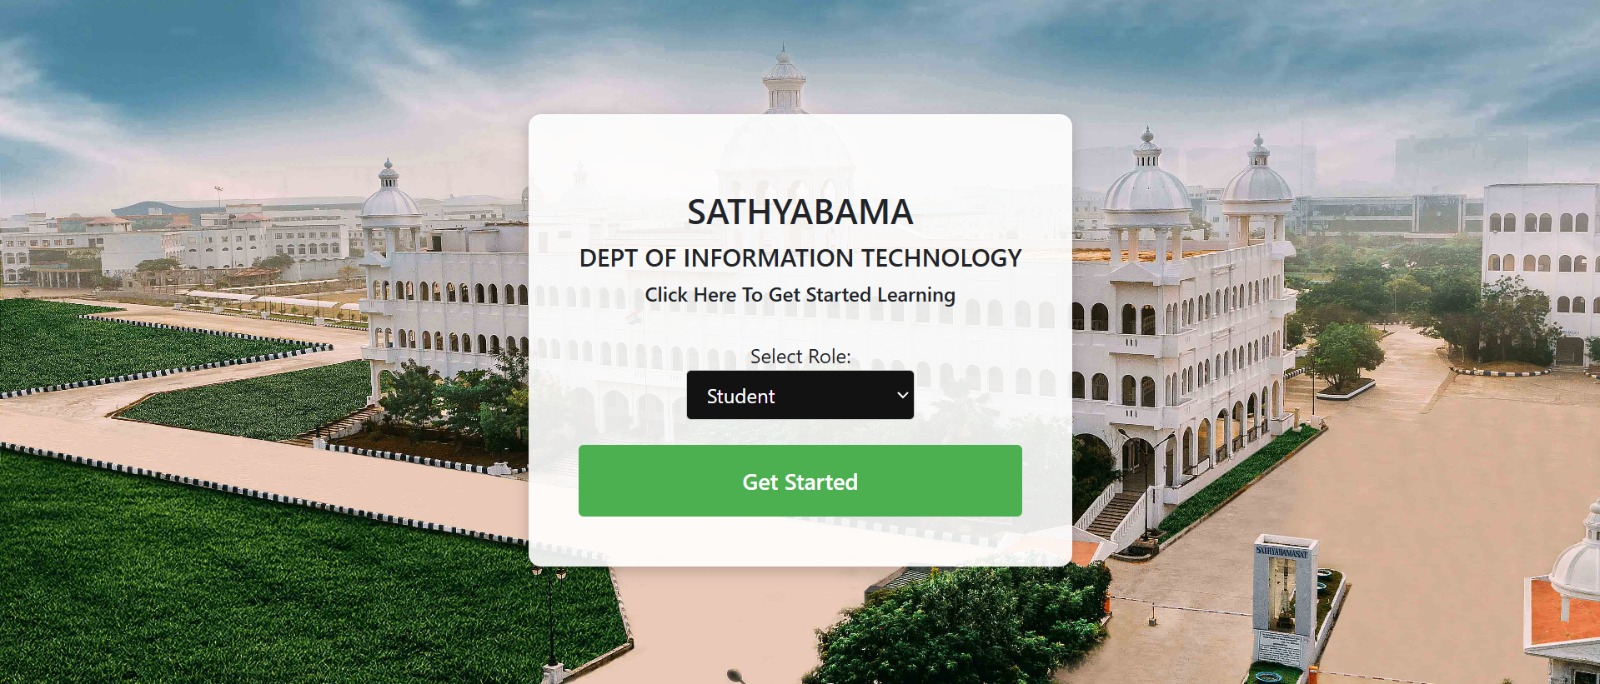 SATHYABAMA
DEPT OF INFORMATION TECHNOLOGY
Click Here To Get Started Learning
Select Role:
Student
Get Started
SATHYABAMASAT